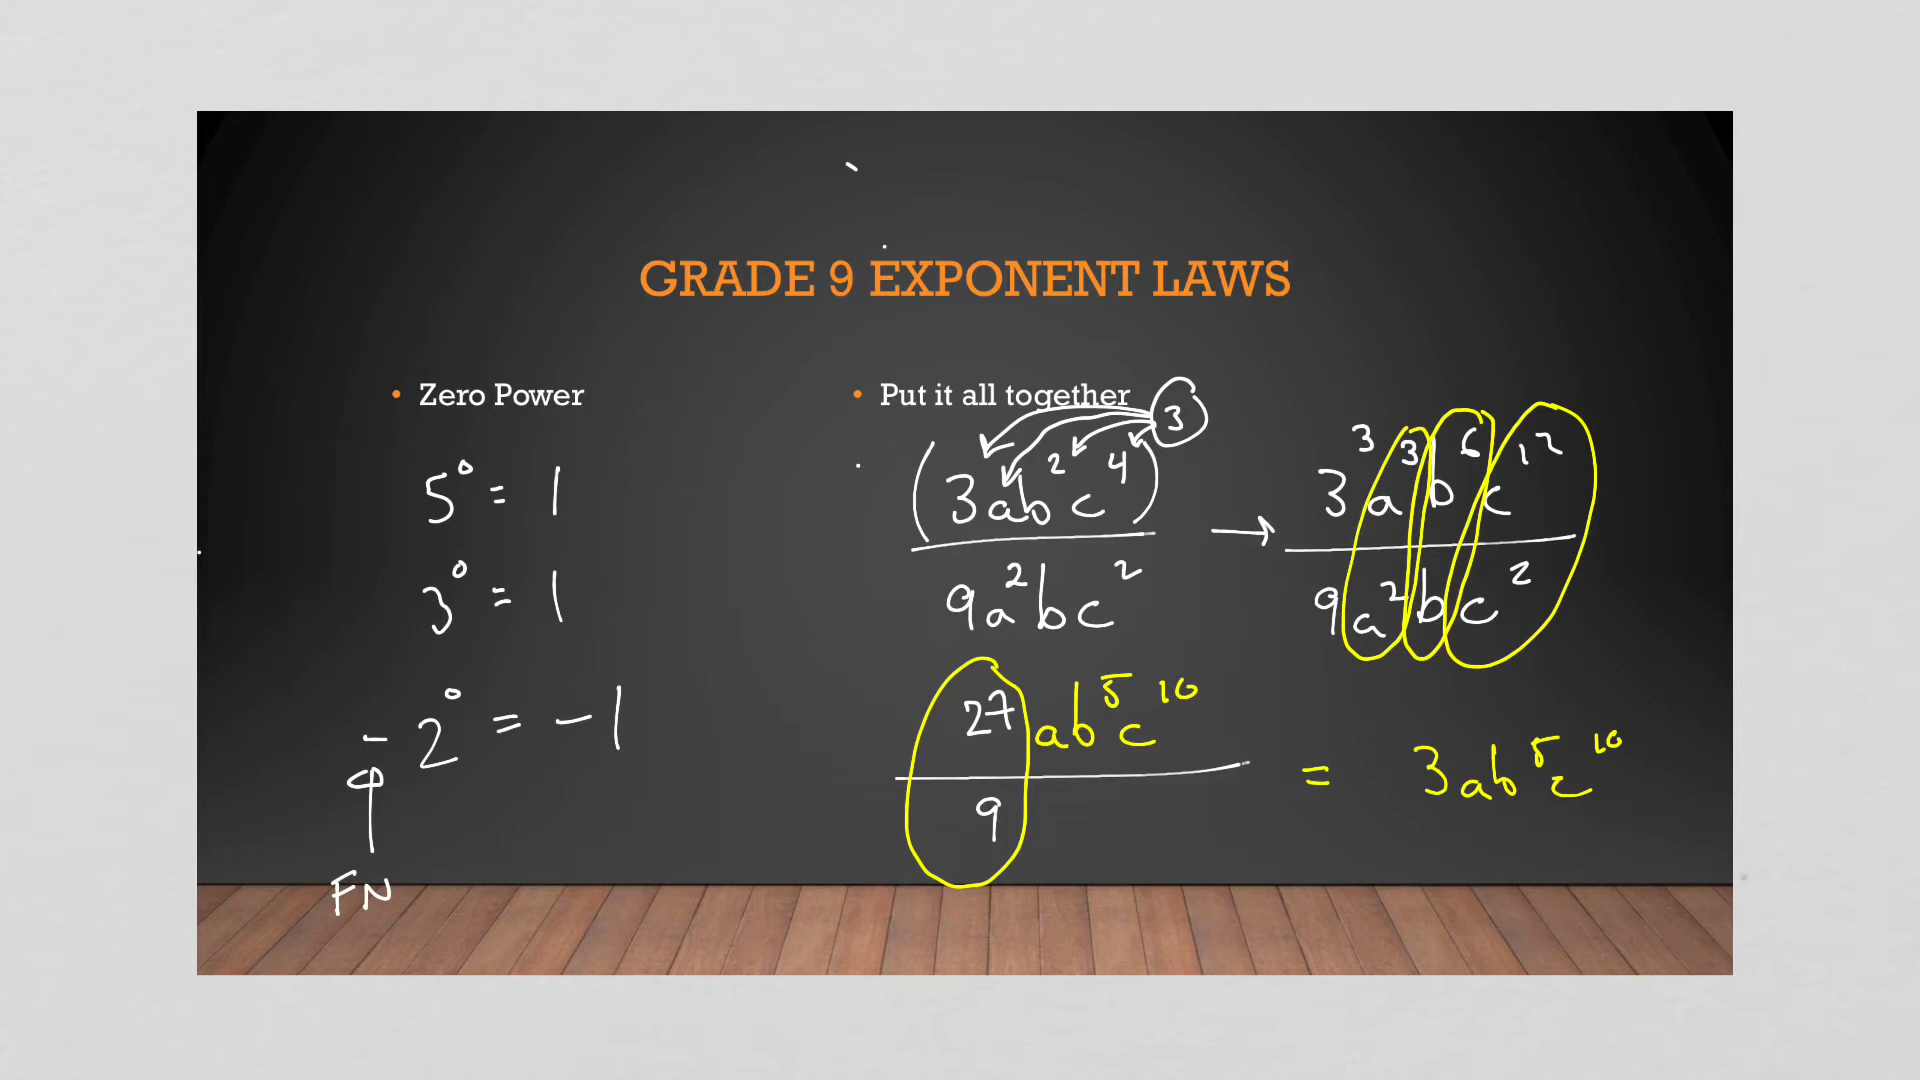 GRADE 9 EXPONENT LAWS
• Zero Power
5⁰ = 1
3⁰ = 1
-2⁰ = -1
FN
• Put it all together
(3ab²c⁴)³ → 3³a³b⁶c¹²
9a²bc² 9a²bc²
27ab⁵c¹⁰ = 3ab⁵c¹⁰
9